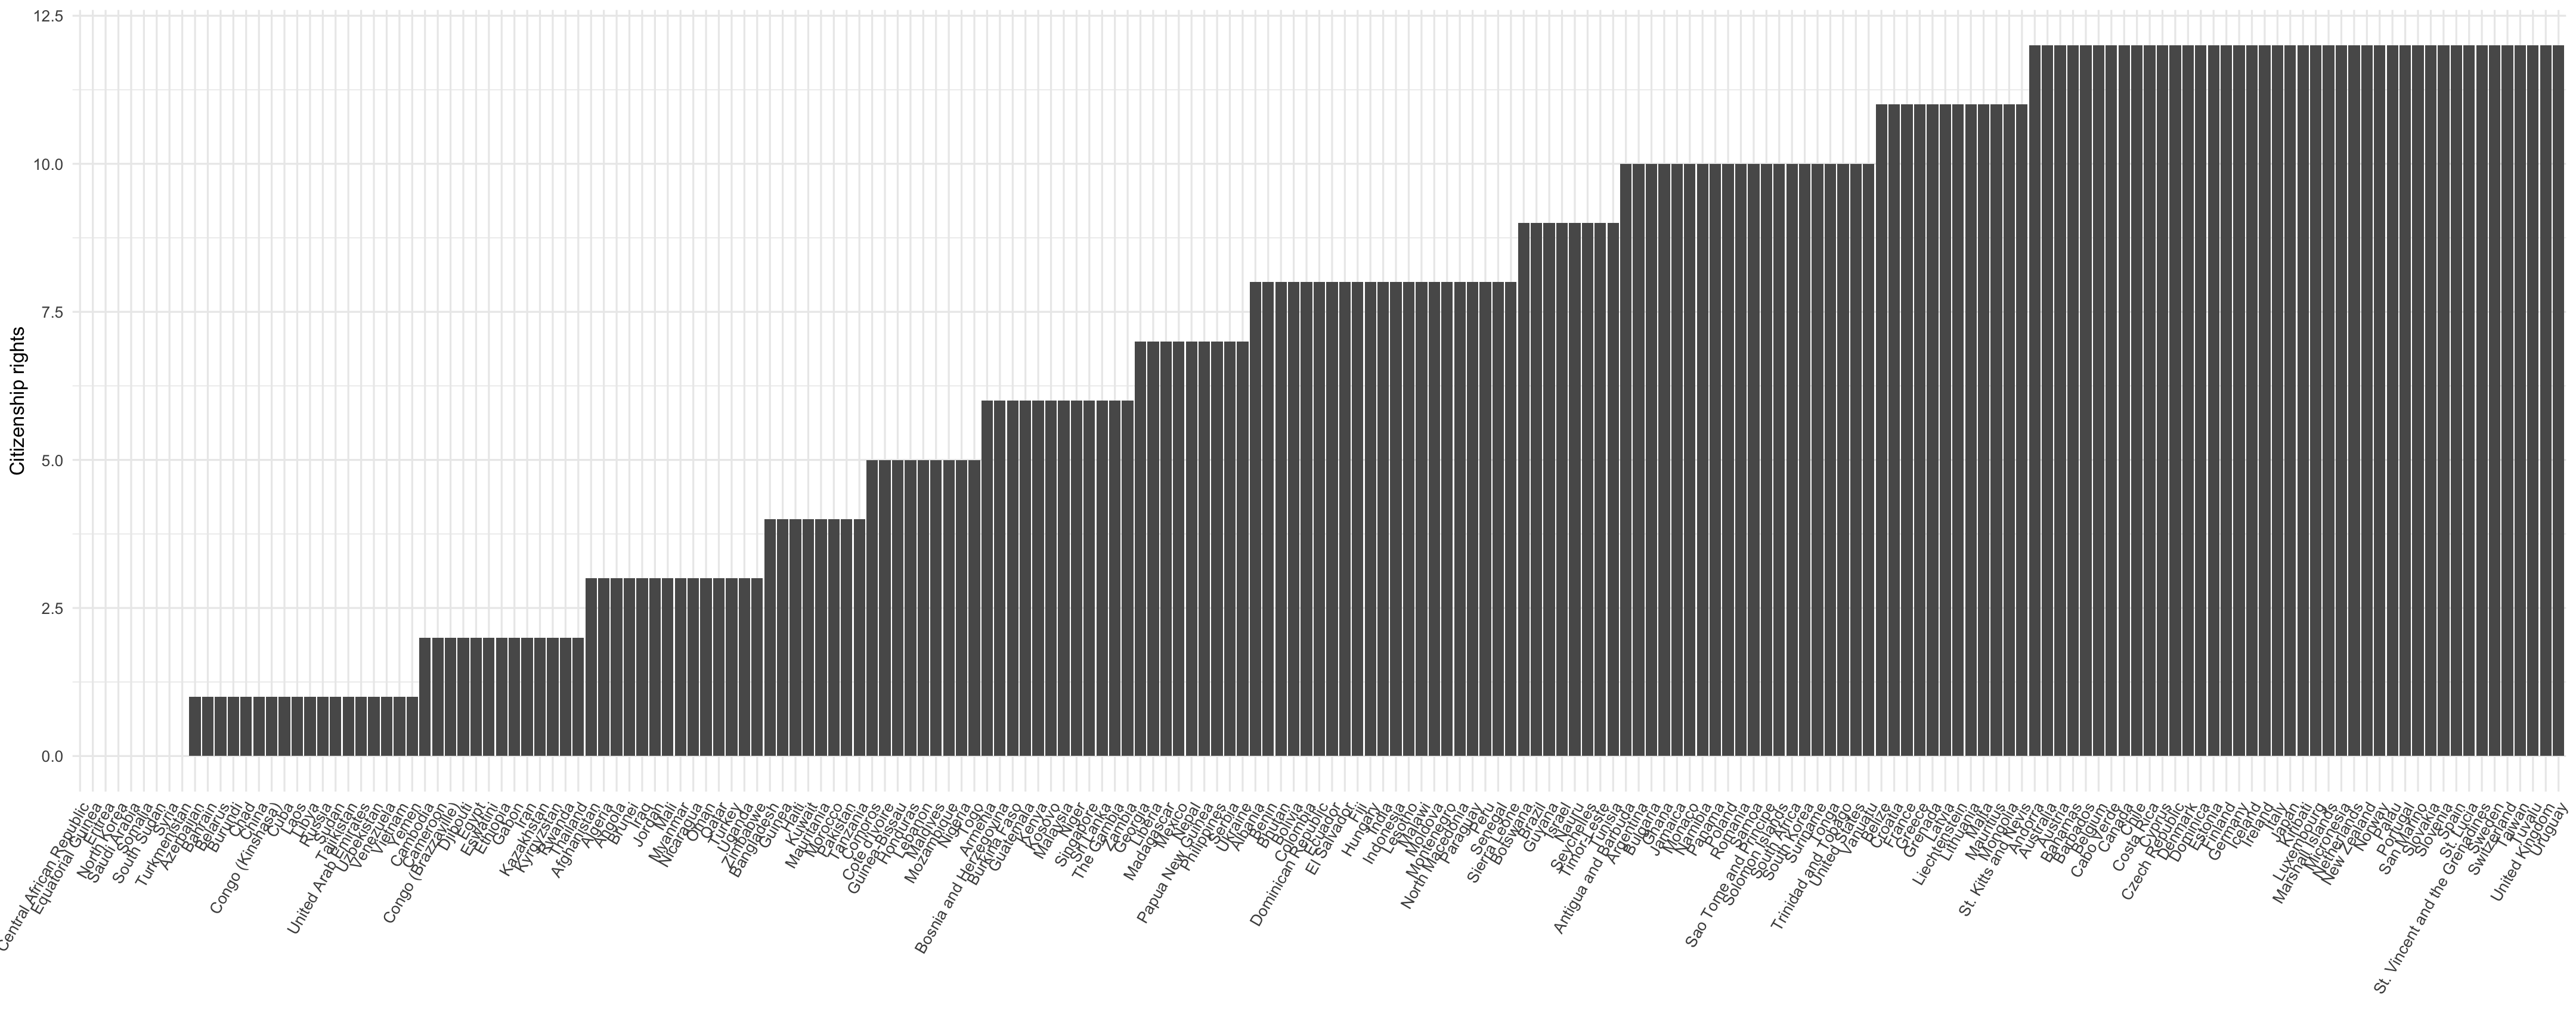 12.5
10.0
7.5
5.0
2.5
0.0
Citizenship rights
Central African Republic
Equatorial Guinea
Eritrea
North Korea
Saudi Arabia
Somalia
South Sudan
Syria
Turkmenistan
Azerbaijan
Bahrain
Belarus
Burundi
Chad
China
Congo (Kinshasa)
Cuba
Laos
Libya
Russia
Sudan
Tajikistan
United Arab Emirates
Uzbekistan
Venezuela
Vietnam
Yemen
Cambodia
Cameroon
Congo (Brazzaville)
Djibouti
Egypt
Eswatini
Ethiopia
Gabon
Iran
Kazakhstan
Kyrgyzstan
Rwanda
Thailand
Afghanistan
Algeria
Angola
Brunei
Iraq
Jordan
Mali
Myanmar
Nicaragua
Oman
Qatar
Turkey
Uganda
Zimbabwe
Bangladesh
Guinea
Haiti
Kuwait
Mauritania
Morocco
Pakistan
Tanzania
Comoros
Cote d'Ivoire
Guinea-Bissau
Honduras
Lebanon
Maldives
Mozambique
Nigeria
Togo
Armenia
Bosnia and Herzegovina
Burkina Faso
Guatemala
Kenya
Kosovo
Malaysia
Niger
Singapore
Sri Lanka
The Gambia
Zambia
Georgia
Liberia
Madagascar
Mexico
Nepal
Papua New Guinea
Philippines
Serbia
Ukraine
Albania
Benin
Bhutan
Bolivia
Colombia
Dominican Republic
Ecuador
El Salvador
Fiji
Hungary
India
Indonesia
Lesotho
Malawi
Moldova
Montenegro
North Macedonia
Paraguay
Peru
Senegal
Sierra Leone
Botswana
Brazil
Guyana
Israel
Nauru
Seychelles
Timor-Leste
Tunisia
Antigua and Barbuda
Argentina
Bulgaria
Ghana
Jamaica
Monaco
Namibia
Panama
Poland
Romania
Samoa
Sao Tome and Principe
Solomon Islands
South Africa
South Korea
Suriname
Tonga
Trinidad and Tobago
United States
Vanuatu
Belize
Croatia
France
Greece
Grenada
Latvia
Liechtenstein
Lithuania
Malta
Mauritius
Mongolia
St. Kitts and Nevis
Andorra
Australia
Austria
Bahamas
Barbados
Belgium
Cabo Verde
Canada
Chile
Costa Rica
Cyprus
Czech Republic
Denmark
Dominica
Estonia
Finland
Germany
Iceland
Ireland
Italy
Japan
Kiribati
Luxembourg
Marshall Islands
Micronesia
Netherlands
New Zealand
Norway
Palau
Portugal
San Marino
Slovakia
Slovenia
Spain
St. Lucia
St. Vincent and the Grenadines
Sweden
Switzerland
Taiwan
Tuvalu
United Kingdom
Uruguay